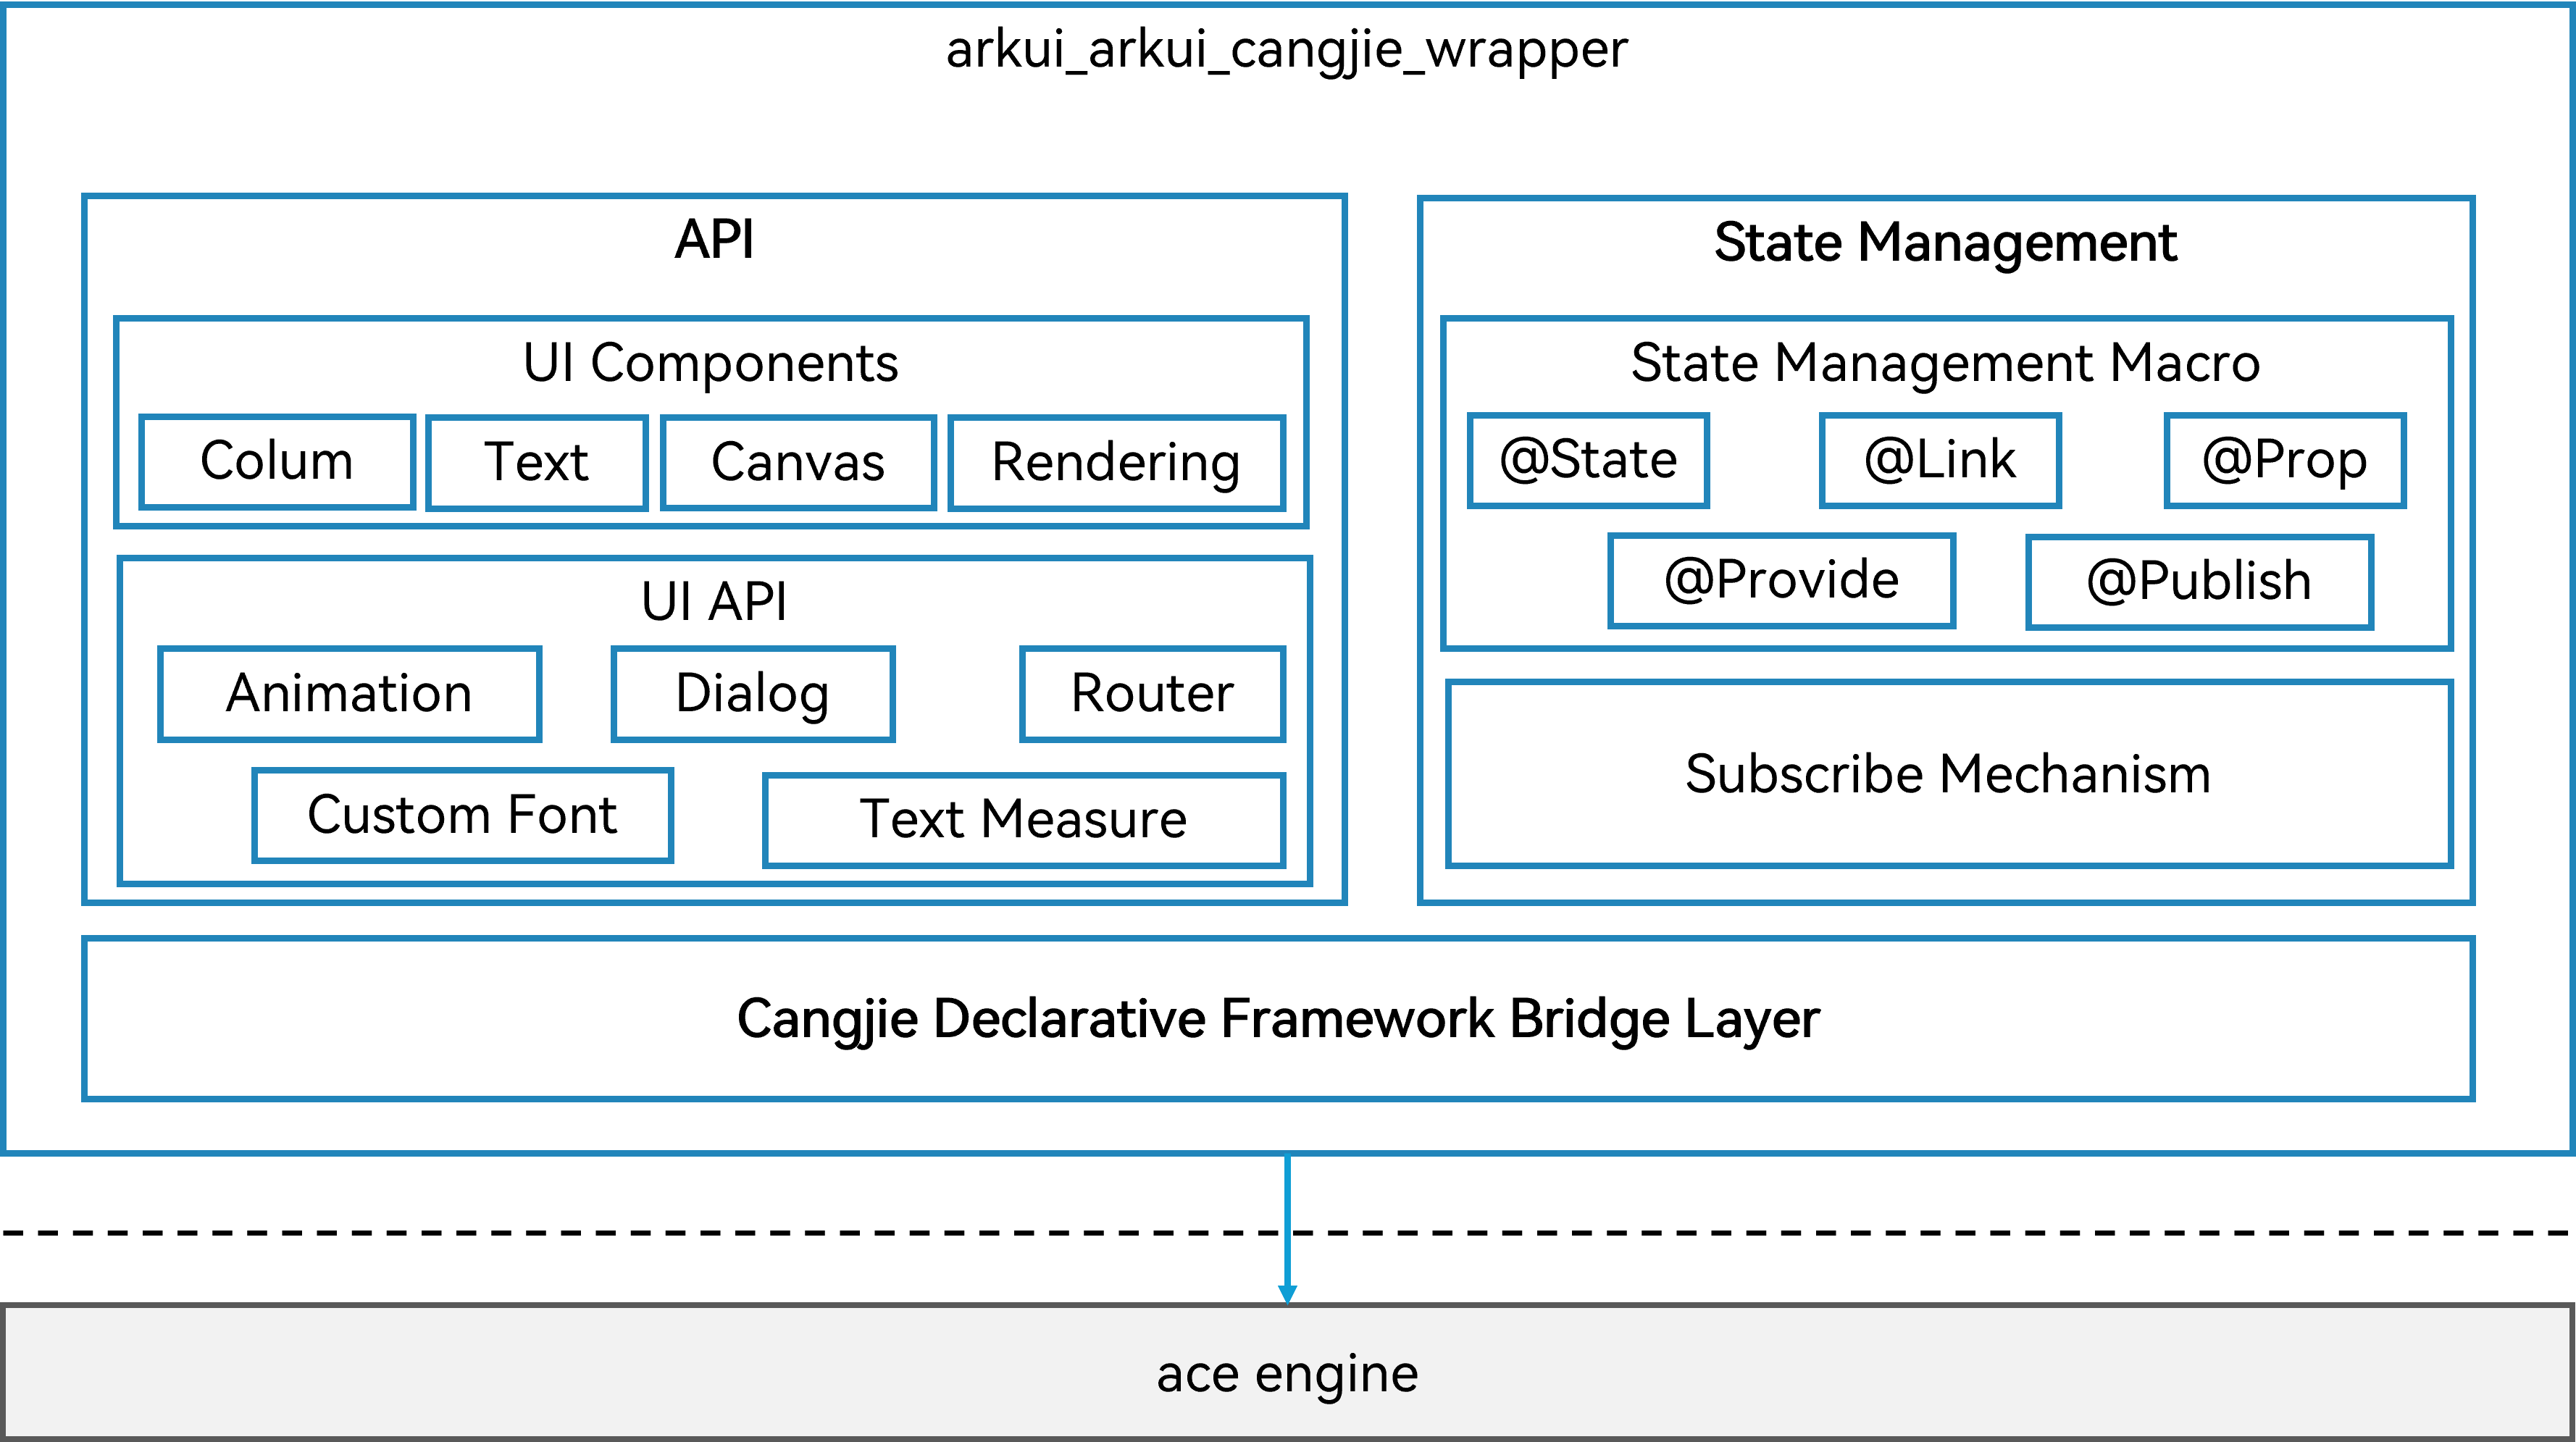 arkui_arkui_cangjie_wrapper
API
UI Components
Colum
Text
Canvas
Rendering
UI API
Animation
Dialog
Router
Custom Font
Text Measure
State Management
State Management Macro
@State
@Link
@Prop
@Provide
@Publish
Subscribe Mechanism
Cangjie Declarative Framework Bridge Layer
ace engine